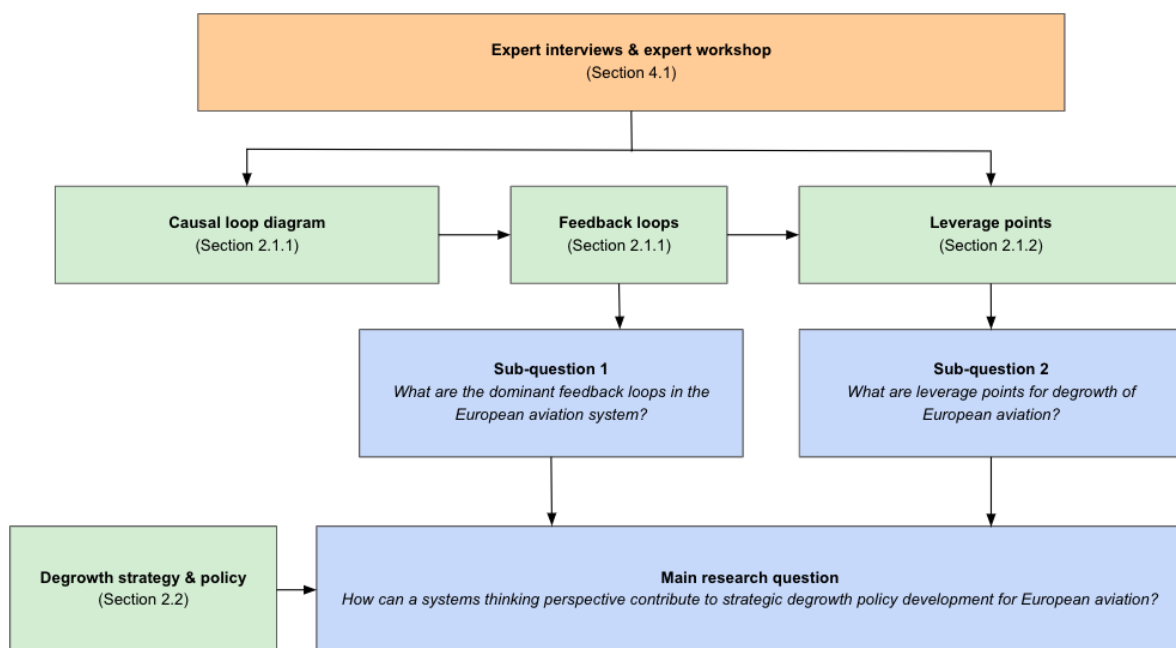 Expert interviews & expert workshop
(Section 4.1)
Causal loop diagram
(Section 2.1.1)
Feedback loops
(Section 2.1.1)
Leverage points
(Section 2.1.2)
Sub-question 1
What are the dominant feedback loops in the
European aviation system?
Sub-question 2
What are leverage points for degrowth of
European aviation?
Degrowth strategy & policy
(Section 2.2)
Main research question
How can a systems thinking perspective contribute to strategic degrowth policy development for European aviation?